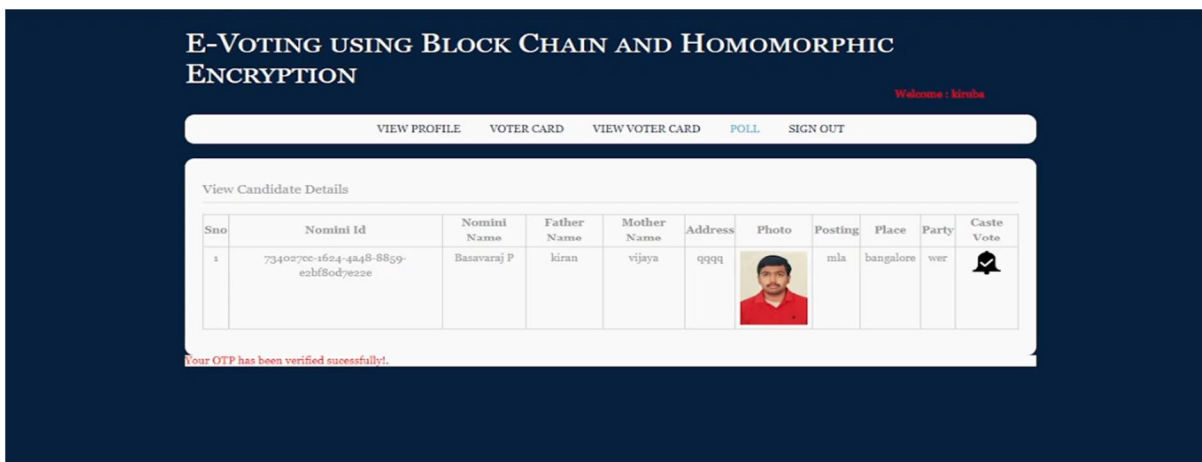 E-Voting using Block Chain and Homomorphic
Encryption
Welcome : kiruba
VIEW PROFILE VOTER CARD VIEW VOTER CARD POLL SIGN OUT
View Candidate Details
Sno Nomini Id Nomini Name Father Name Mother Name Address Photo Posting Place Party Caste Vote
1 734027cc-1624-4a48-8859-e2bf80d7e22e Basavaraj P kiran vijaya qqqq mla bangalore wer
Your OTP has been verified sucessfully!.